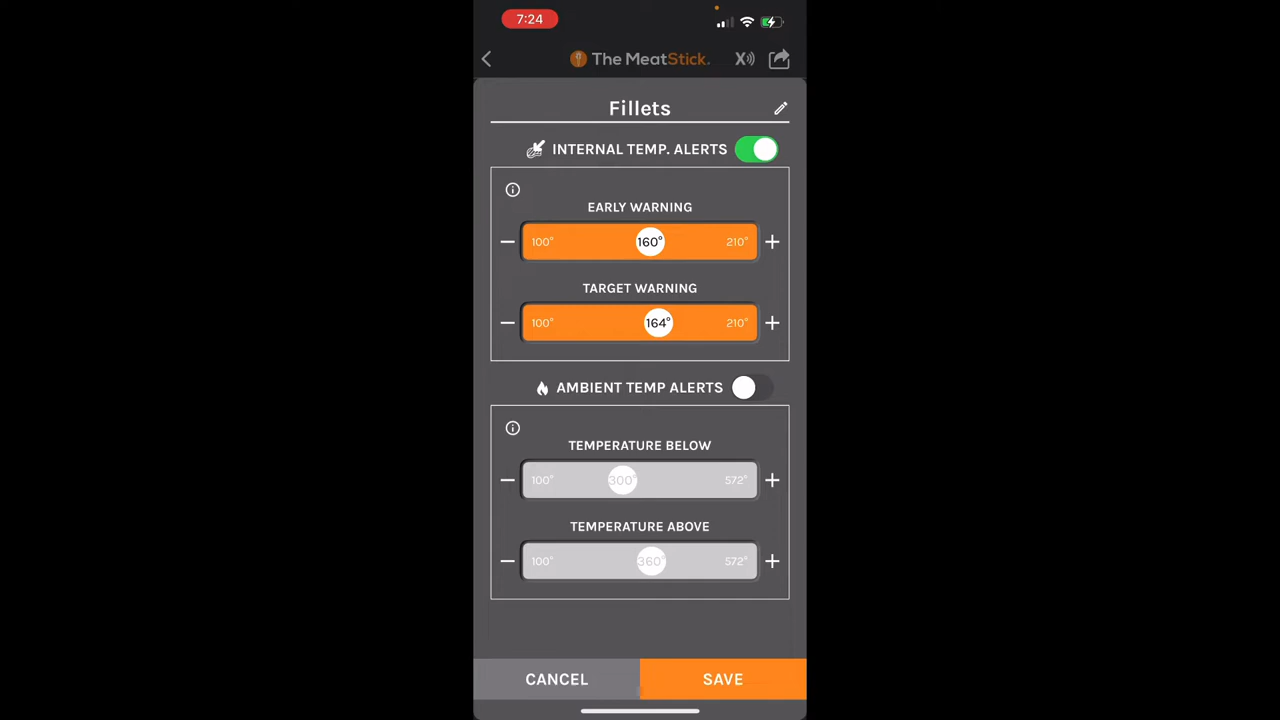 7:24
The MeatStick.
Fillets
INTERNAL TEMP. ALERTS
EARLY WARNING
100° 160° 210°
TARGET WARNING
100° 164° 210°
AMBIENT TEMP ALERTS
TEMPERATURE BELOW
100° 300° 572°
TEMPERATURE ABOVE
100° 360° 572°
CANCEL SAVE